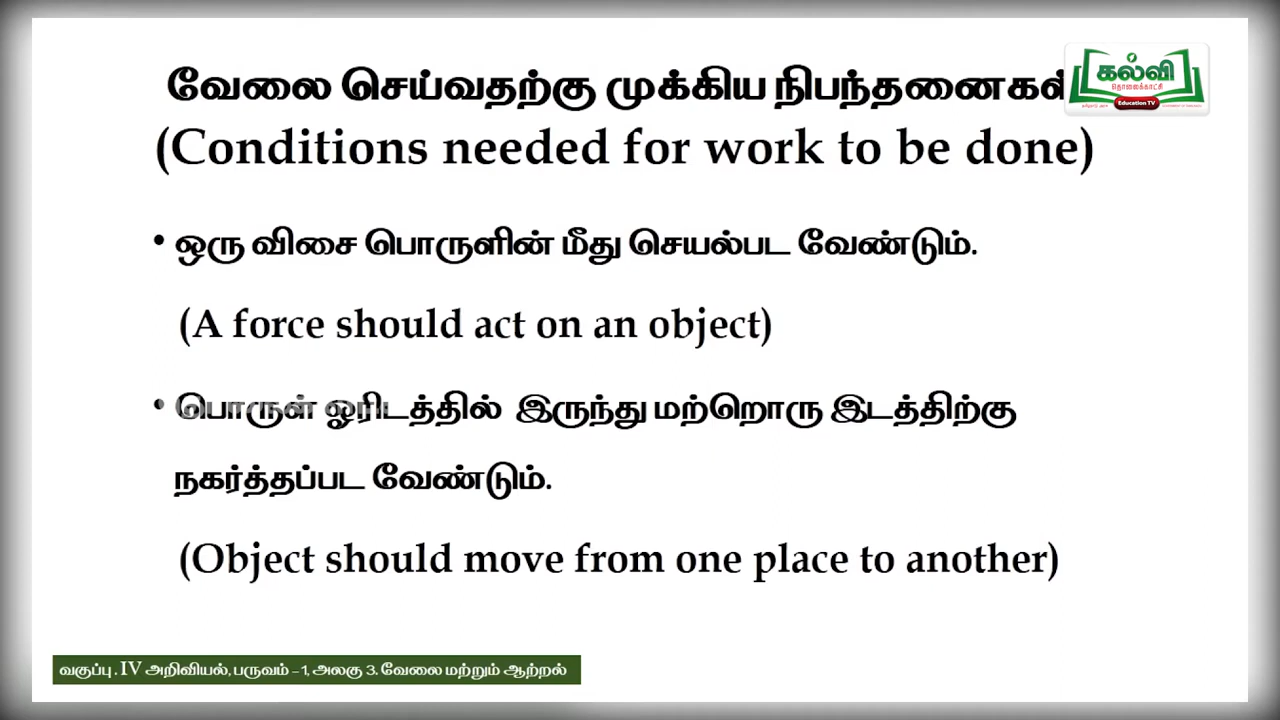 வேலை செய்வதற்கு முக்கிய நிபந்தனைகள்
(Conditions needed for work to be done)
கல்வி
தொலைக்காட்சி
Education TV
• ஒரு விசை பொருளின் மீது செயல்பட வேண்டும்.
(A force should act on an object)
• பொருள் ஓரிடத்தில் இருந்து மற்றொரு இடத்திற்கு
நகர்த்தப்பட வேண்டும்.
(Object should move from one place to another)
வகுப்பு . IV அறிவியல், பருவம் – 1, அலகு 3. வேலை மற்றும் ஆற்றல்